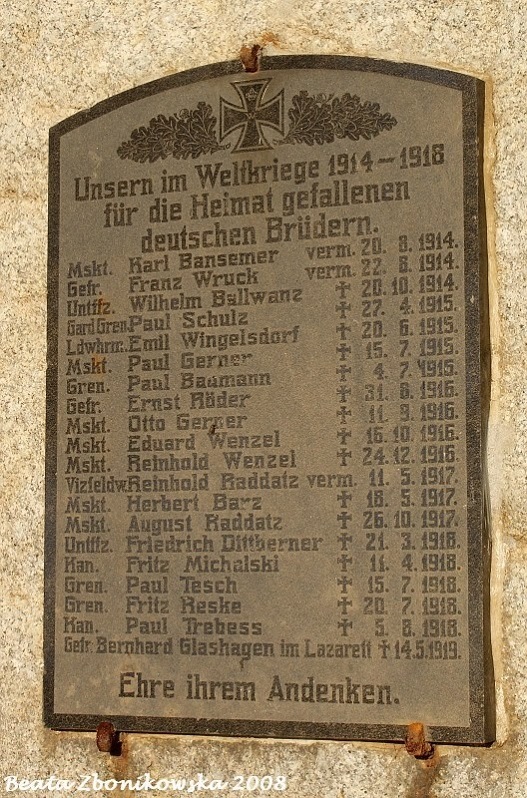 Unsern im Weltkriege 1914–1918
für die Heimat gefallenen
deutschen Brüdern.
Mskt. Karl Bansemer verm. 20. 8. 1914.
Gefr. Franz Wruck verm. 22. 8. 1914.
Untffz. Wilhelm Ballwanz ✝ 20. 10. 1914.
Gard Gren. Paul Schulz ✝ 27. 4. 1915.
Ldwhrm. Emil Wingelsdorf ✝ 20. 6. 1915.
Mskt. Paul Gerner ✝ 15. 7. 1915.
Gren. Paul Baumann ✝ 4. 7. 1915.
Gefr. Ernst Röder ✝ 31. 8. 1916.
Mskt. Otto Gerner ✝ 11. 9. 1916.
Mskt. Eduard Wenzel ✝ 16. 10. 1916.
Mskt. Reinhold Wenzel ✝ 24. 12. 1916.
Vizfeldw. Reinhold Raddatz verm. 11. 5. 1917.
Mskt. Herbert Barz ✝ 18. 5. 1917.
Mskt. August Raddatz ✝ 26. 10. 1917.
Untffz. Friedrich Dittberner ✝ 21. 3. 1918.
Kan. Fritz Michalski ✝ 11. 4. 1918.
Gren. Paul Tesch ✝ 15. 7. 1918.
Gren. Fritz Reske ✝ 20. 7. 1918.
Kan. Paul Trebess ✝ 5. 8. 1918.
Gefr Bernhard Glashagen im Lazarett ✝ 14. 5. 1919.
Ehre ihrem Andenken.
Beata Zbonikowska 2008